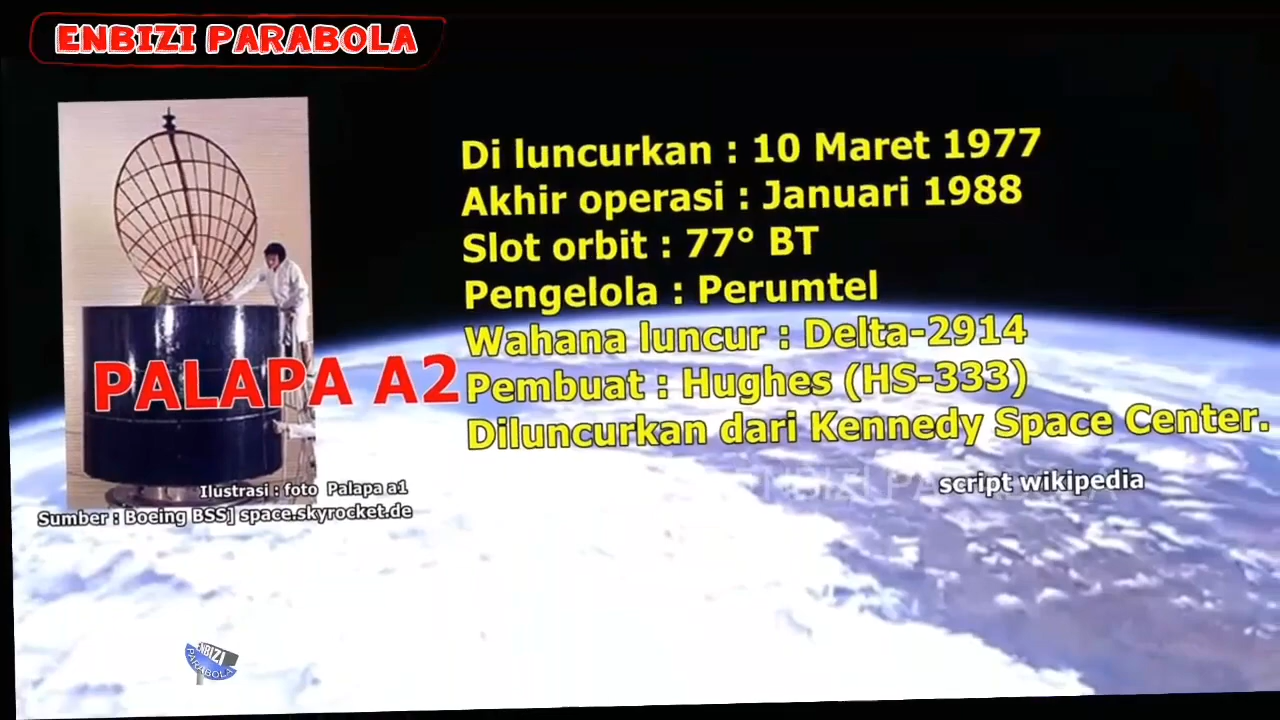 ENBIZI PARABOLA
Di luncurkan : 10 Maret 1977
Akhir operasi : Januari 1988
Slot orbit : 77° BT
Pengelola : Perumtel
Wahana luncur : Delta-2914
PALAPA A2
Pembuat : Hughes (HS-333)
Diluncurkan dari Kennedy Space Center.
script wikipedia
Ilustrasi : foto Palapa a1
Sumber : Boeing BSS] space.skyrocket.de
ENBIZI
PARABOLA